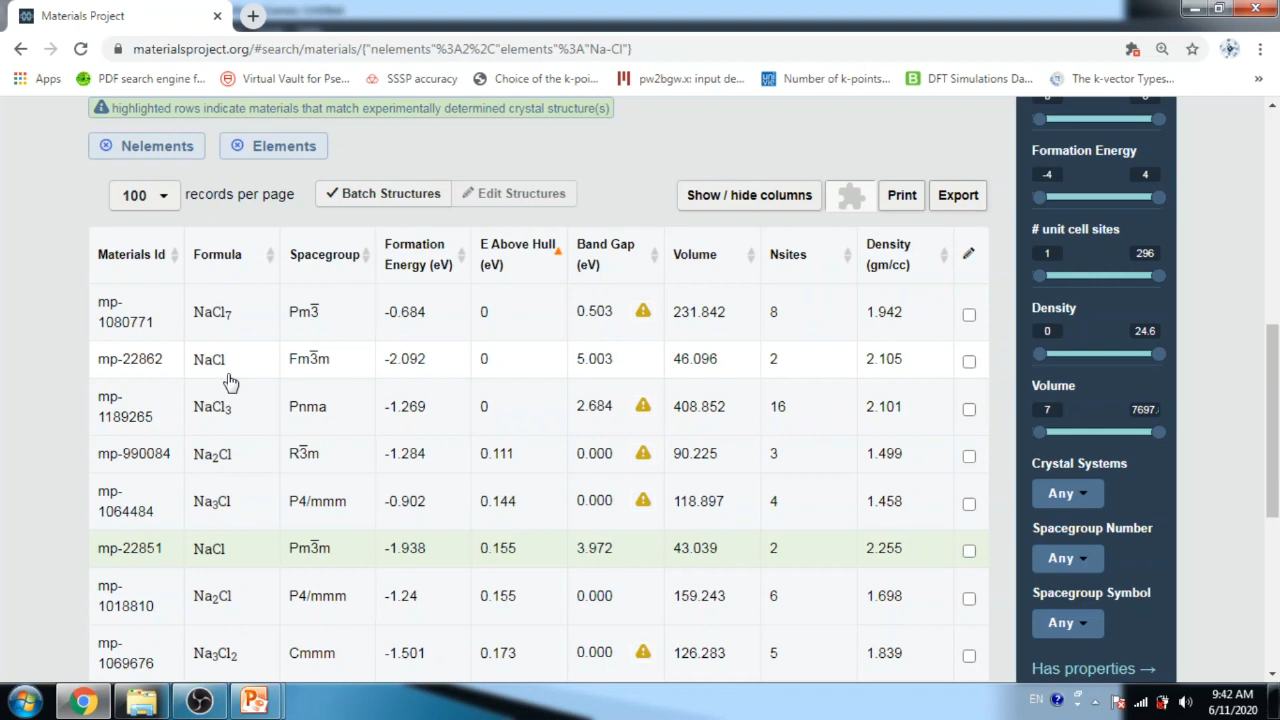 Materials Project
materialsproject.org/#search/materials/{"nelements"%3A2%2C"elements"%3A"Na-Cl"}
Apps PDF search engine f... Virtual Vault for Pse... SSSP accuracy Choice of the k-poi... pw2bgw.x: input de... Number of k-points... DFT Simulations Da... The k-vector Types... »
highlighted rows indicate materials that match experimentally determined crystal structure(s)
Nelements Elements
100 records per page Batch Structures Edit Structures Show / hide columns Print Export
Materials Id Formula Spacegroup Formation Energy (eV) E Above Hull (eV) Band Gap (eV) Volume Nsites Density (gm/cc)
mp-1080771 NaCl₇ Pm3̅ -0.684 0 0.503 231.842 8 1.942
mp-22862 NaCl Fm3̅m -2.092 0 5.003 46.096 2 2.105
mp-1189265 NaCl₃ Pnma -1.269 0 2.684 408.852 16 2.101
mp-990084 Na₂Cl R3̅m -1.284 0.111 0.000 90.225 3 1.499
mp-1064484 Na₃Cl P4/mmm -0.902 0.144 0.000 118.897 4 1.458
mp-22851 NaCl Pm3̅m -1.938 0.155 3.972 43.039 2 2.255
mp-1018810 Na₂Cl P4/mmm -1.24 0.155 0.000 159.243 6 1.698
mp-1069676 Na₃Cl₂ Cmmm -1.501 0.173 0.000 126.283 5 1.839
Formation Energy
-4 4
# unit cell sites
1 296
Density
0 24.6
Volume
7 7697.
Crystal Systems
Any
Spacegroup Number
Any
Spacegroup Symbol
Any
Has properties →
EN
9:42 AM
6/11/2020